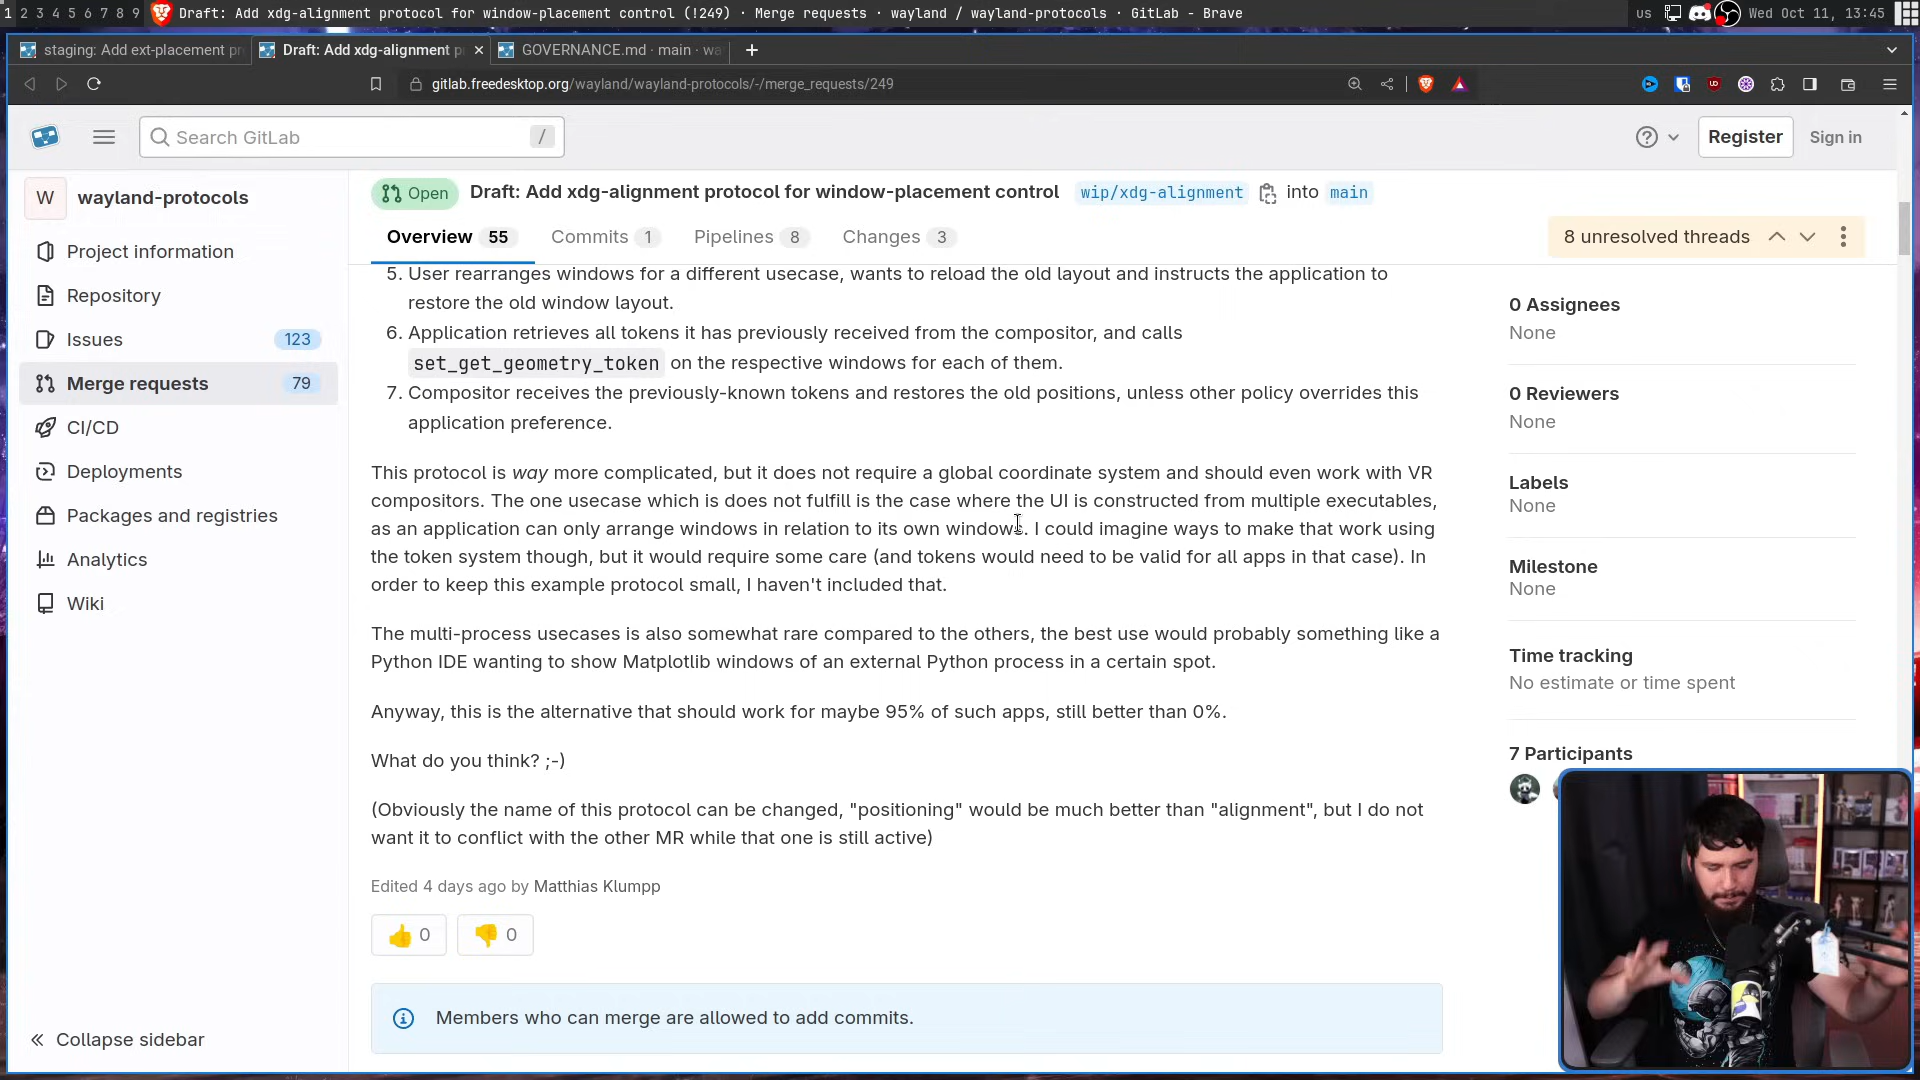 1 2 3 4 5 6 7 8 9 Draft: Add xdg-alignment protocol for window-placement control (!249) · Merge requests · wayland / wayland-protocols · GitLab - Brave us Wed Oct 11, 13:45
staging: Add ext-placement pr Draft: Add xdg-alignment p GOVERNANCE.md · main · wa
gitlab.freedesktop.org/wayland/wayland-protocols/-/merge_requests/249
Search GitLab / Register Sign in
W wayland-protocols
Project information
Repository
Issues 123
Merge requests 79
CI/CD
Deployments
Packages and registries
Analytics
Wiki
Collapse sidebar
Open Draft: Add xdg-alignment protocol for window-placement control wip/xdg-alignment into main
Overview 55 Commits 1 Pipelines 8 Changes 3 8 unresolved threads
5. User rearranges windows for a different usecase, wants to reload the old layout and instructs the application to
restore the old window layout.
6. Application retrieves all tokens it has previously received from the compositor, and calls
set_get_geometry_token on the respective windows for each of them.
7. Compositor receives the previously-known tokens and restores the old positions, unless other policy overrides this
application preference.
This protocol is way more complicated, but it does not require a global coordinate system and should even work with VR
compositors. The one usecase which is does not fulfill is the case where the UI is constructed from multiple executables,
as an application can only arrange windows in relation to its own windows. I could imagine ways to make that work using
the token system though, but it would require some care (and tokens would need to be valid for all apps in that case). In
order to keep this example protocol small, I haven't included that.
The multi-process usecases is also somewhat rare compared to the others, the best use would probably something like a
Python IDE wanting to show Matplotlib windows of an external Python process in a certain spot.
Anyway, this is the alternative that should work for maybe 95% of such apps, still better than 0%.
What do you think? ;-)
(Obviously the name of this protocol can be changed, "positioning" would be much better than "alignment", but I do not
want it to conflict with the other MR while that one is still active)
Edited 4 days ago by Matthias Klumpp
👍 0 👎 0
Members who can merge are allowed to add commits.
0 Assignees
None
0 Reviewers
None
Labels
None
Milestone
None
Time tracking
No estimate or time spent
7 Participants